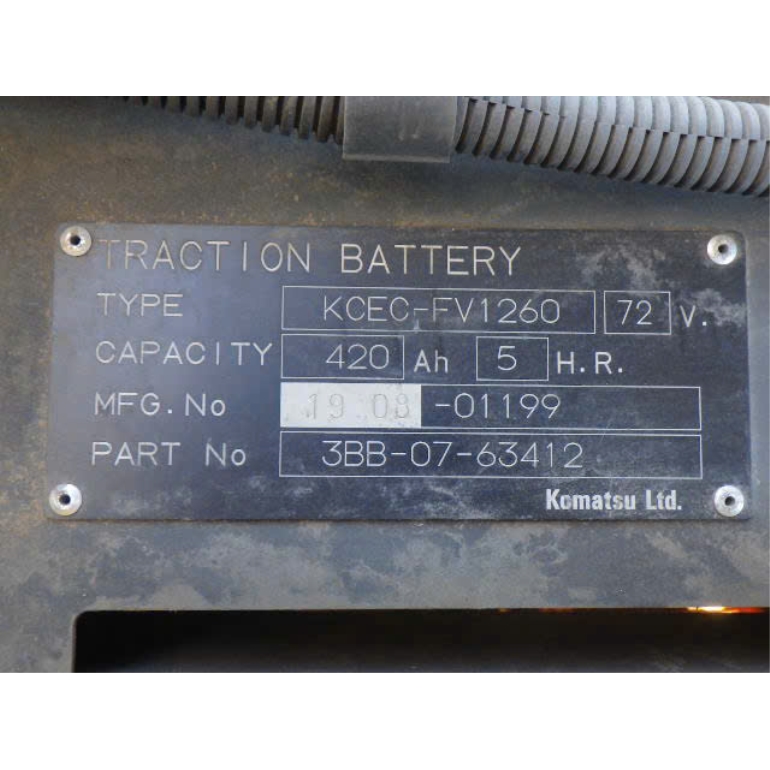 TRACTION BATTERY
TYPE KCEC-FV1260 72 V.
CAPACITY 420 Ah 5 H.R.
MFG.No 19 08 -01199
PART No 3BB-07-63412
Komatsu Ltd.